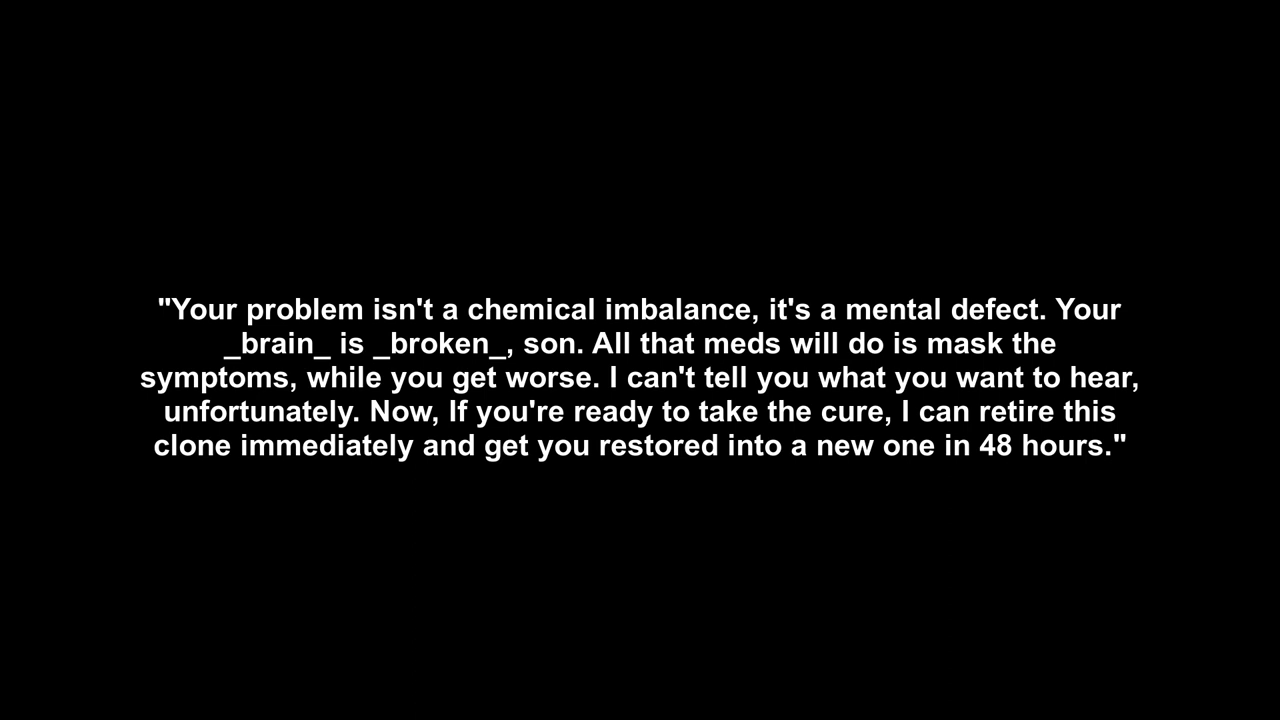 "Your problem isn't a chemical imbalance, it's a mental defect. Your
_brain_ is _broken_, son. All that meds will do is mask the
symptoms, while you get worse. I can't tell you what you want to hear,
unfortunately. Now, If you're ready to take the cure, I can retire this
clone immediately and get you restored into a new one in 48 hours."